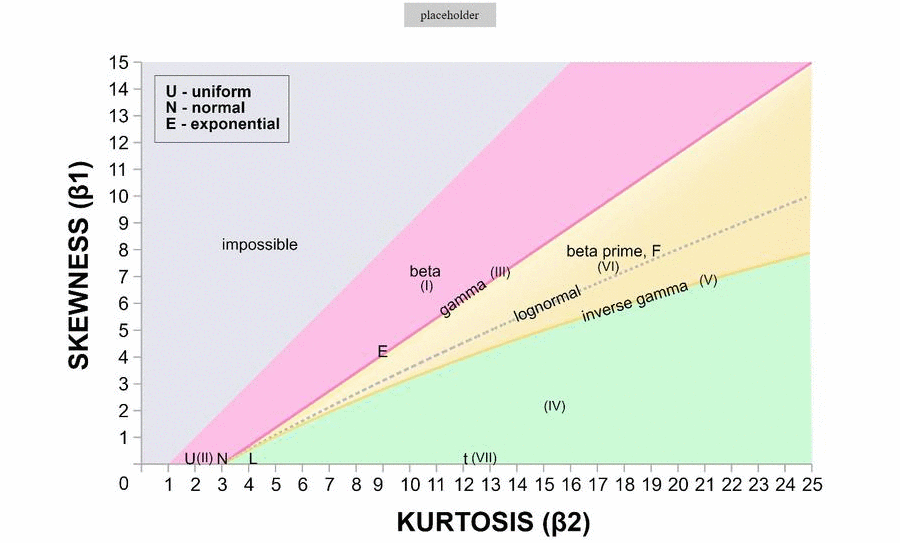 placeholder
15
14
13
12
11
10
9
8
7
6
5
4
3
2
1
SKEWNESS (β1)
U - uniform
N - normal
E - exponential
impossible
beta
(I)
gamma (III)
beta prime, F
(VI)
lognormal
inverse gamma (V)
E
(IV)
U(II) N L t (VII)
0 1 2 3 4 5 6 7 8 9 10 11 12 13 14 15 16 17 18 19 20 21 22 23 24 25
KURTOSIS (β2)